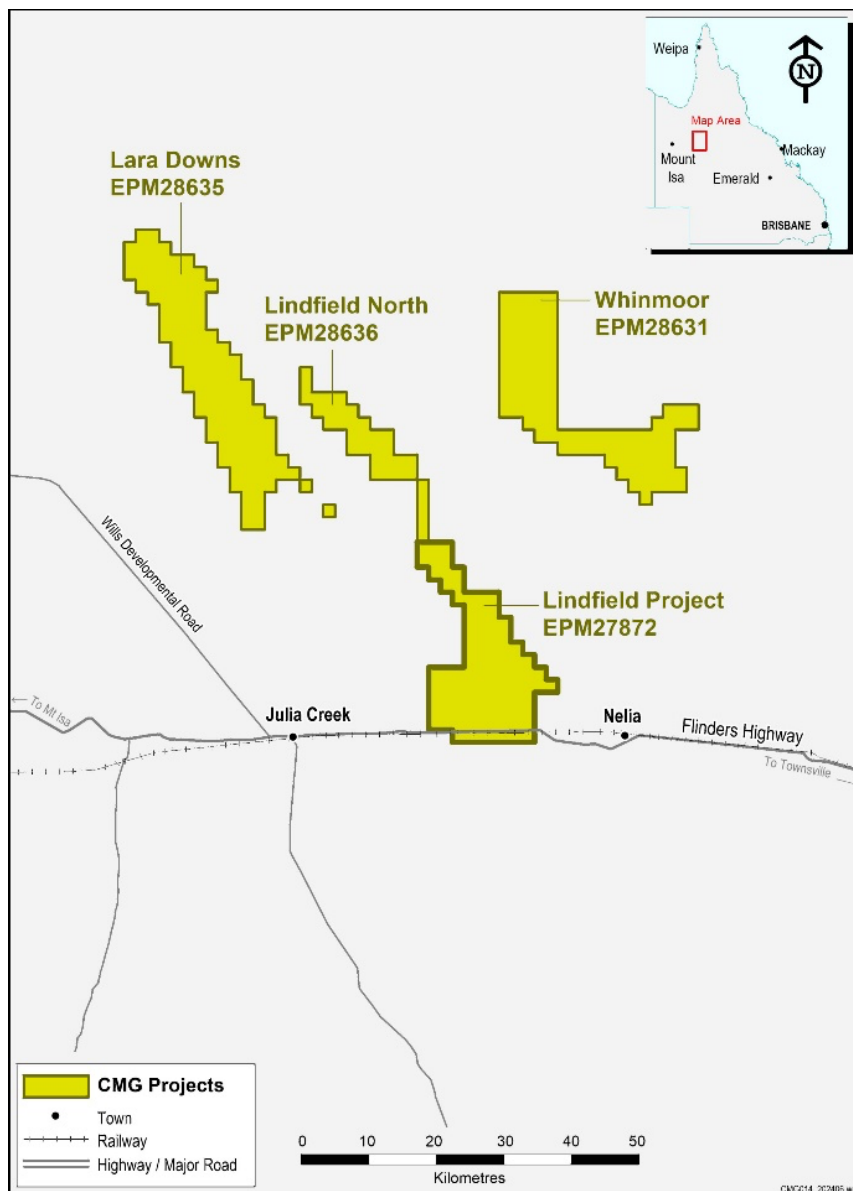 Weipa
N
Map Area
Mount
Isa
Mackay
Emerald
BRISBANE
Lara Downs
EPM28635
Lindfield North
EPM28636
Whinmoor
EPM28631
Wills Developmental Road
Lindfield Project
EPM27872
To Mt Isa
Julia Creek
Nelia
Flinders Highway
To Townsville
CMG Projects
Town
Railway
Highway / Major Road
0 10 20 30 40 50
Kilometres